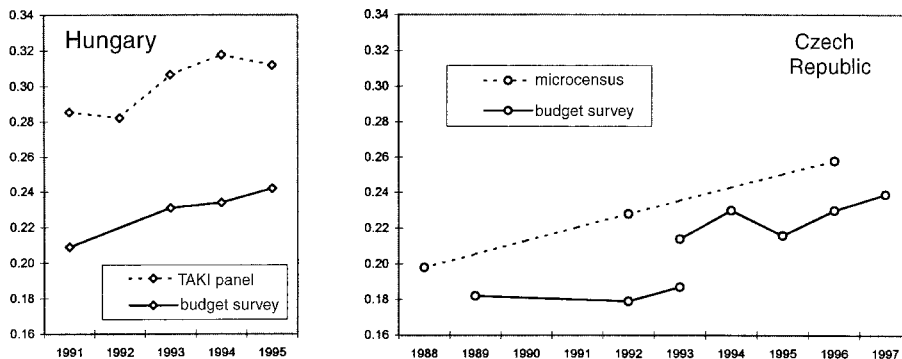 Hungary
0.34
0.32
0.30
0.28
0.26
0.24
0.22
0.20
0.18
0.16
TAKI panel
budget survey
1991 1992 1993 1994 1995
Czech
Republic
0.34
0.32
0.30
0.28
0.26
0.24
0.22
0.20
0.18
0.16
microcensus
budget survey
1988 1989 1990 1991 1992 1993 1994 1995 1996 1997